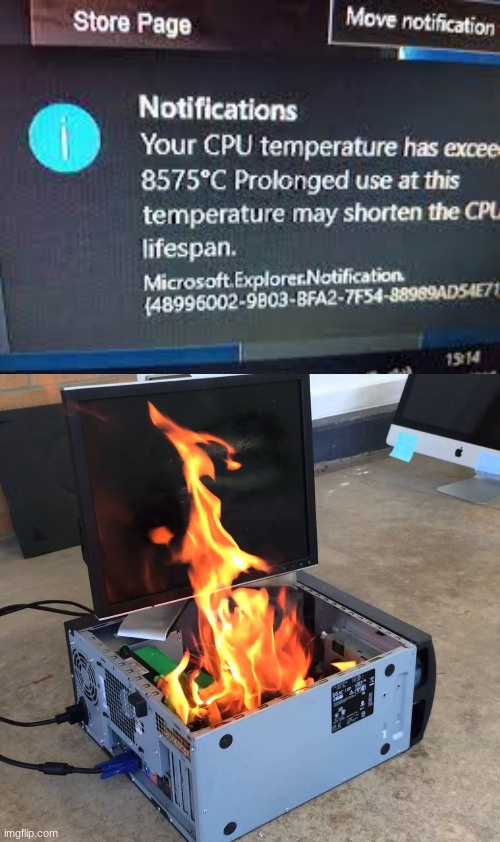 Store Page
Move notification
Notifications
Your CPU temperature has excee
8575°C Prolonged use at this
temperature may shorten the CPU
lifespan.
Microsoft.Explorer.Notification.
{48996002-9B03-BFA2-7F54-88989AD54E71
15:14
imgflip.com